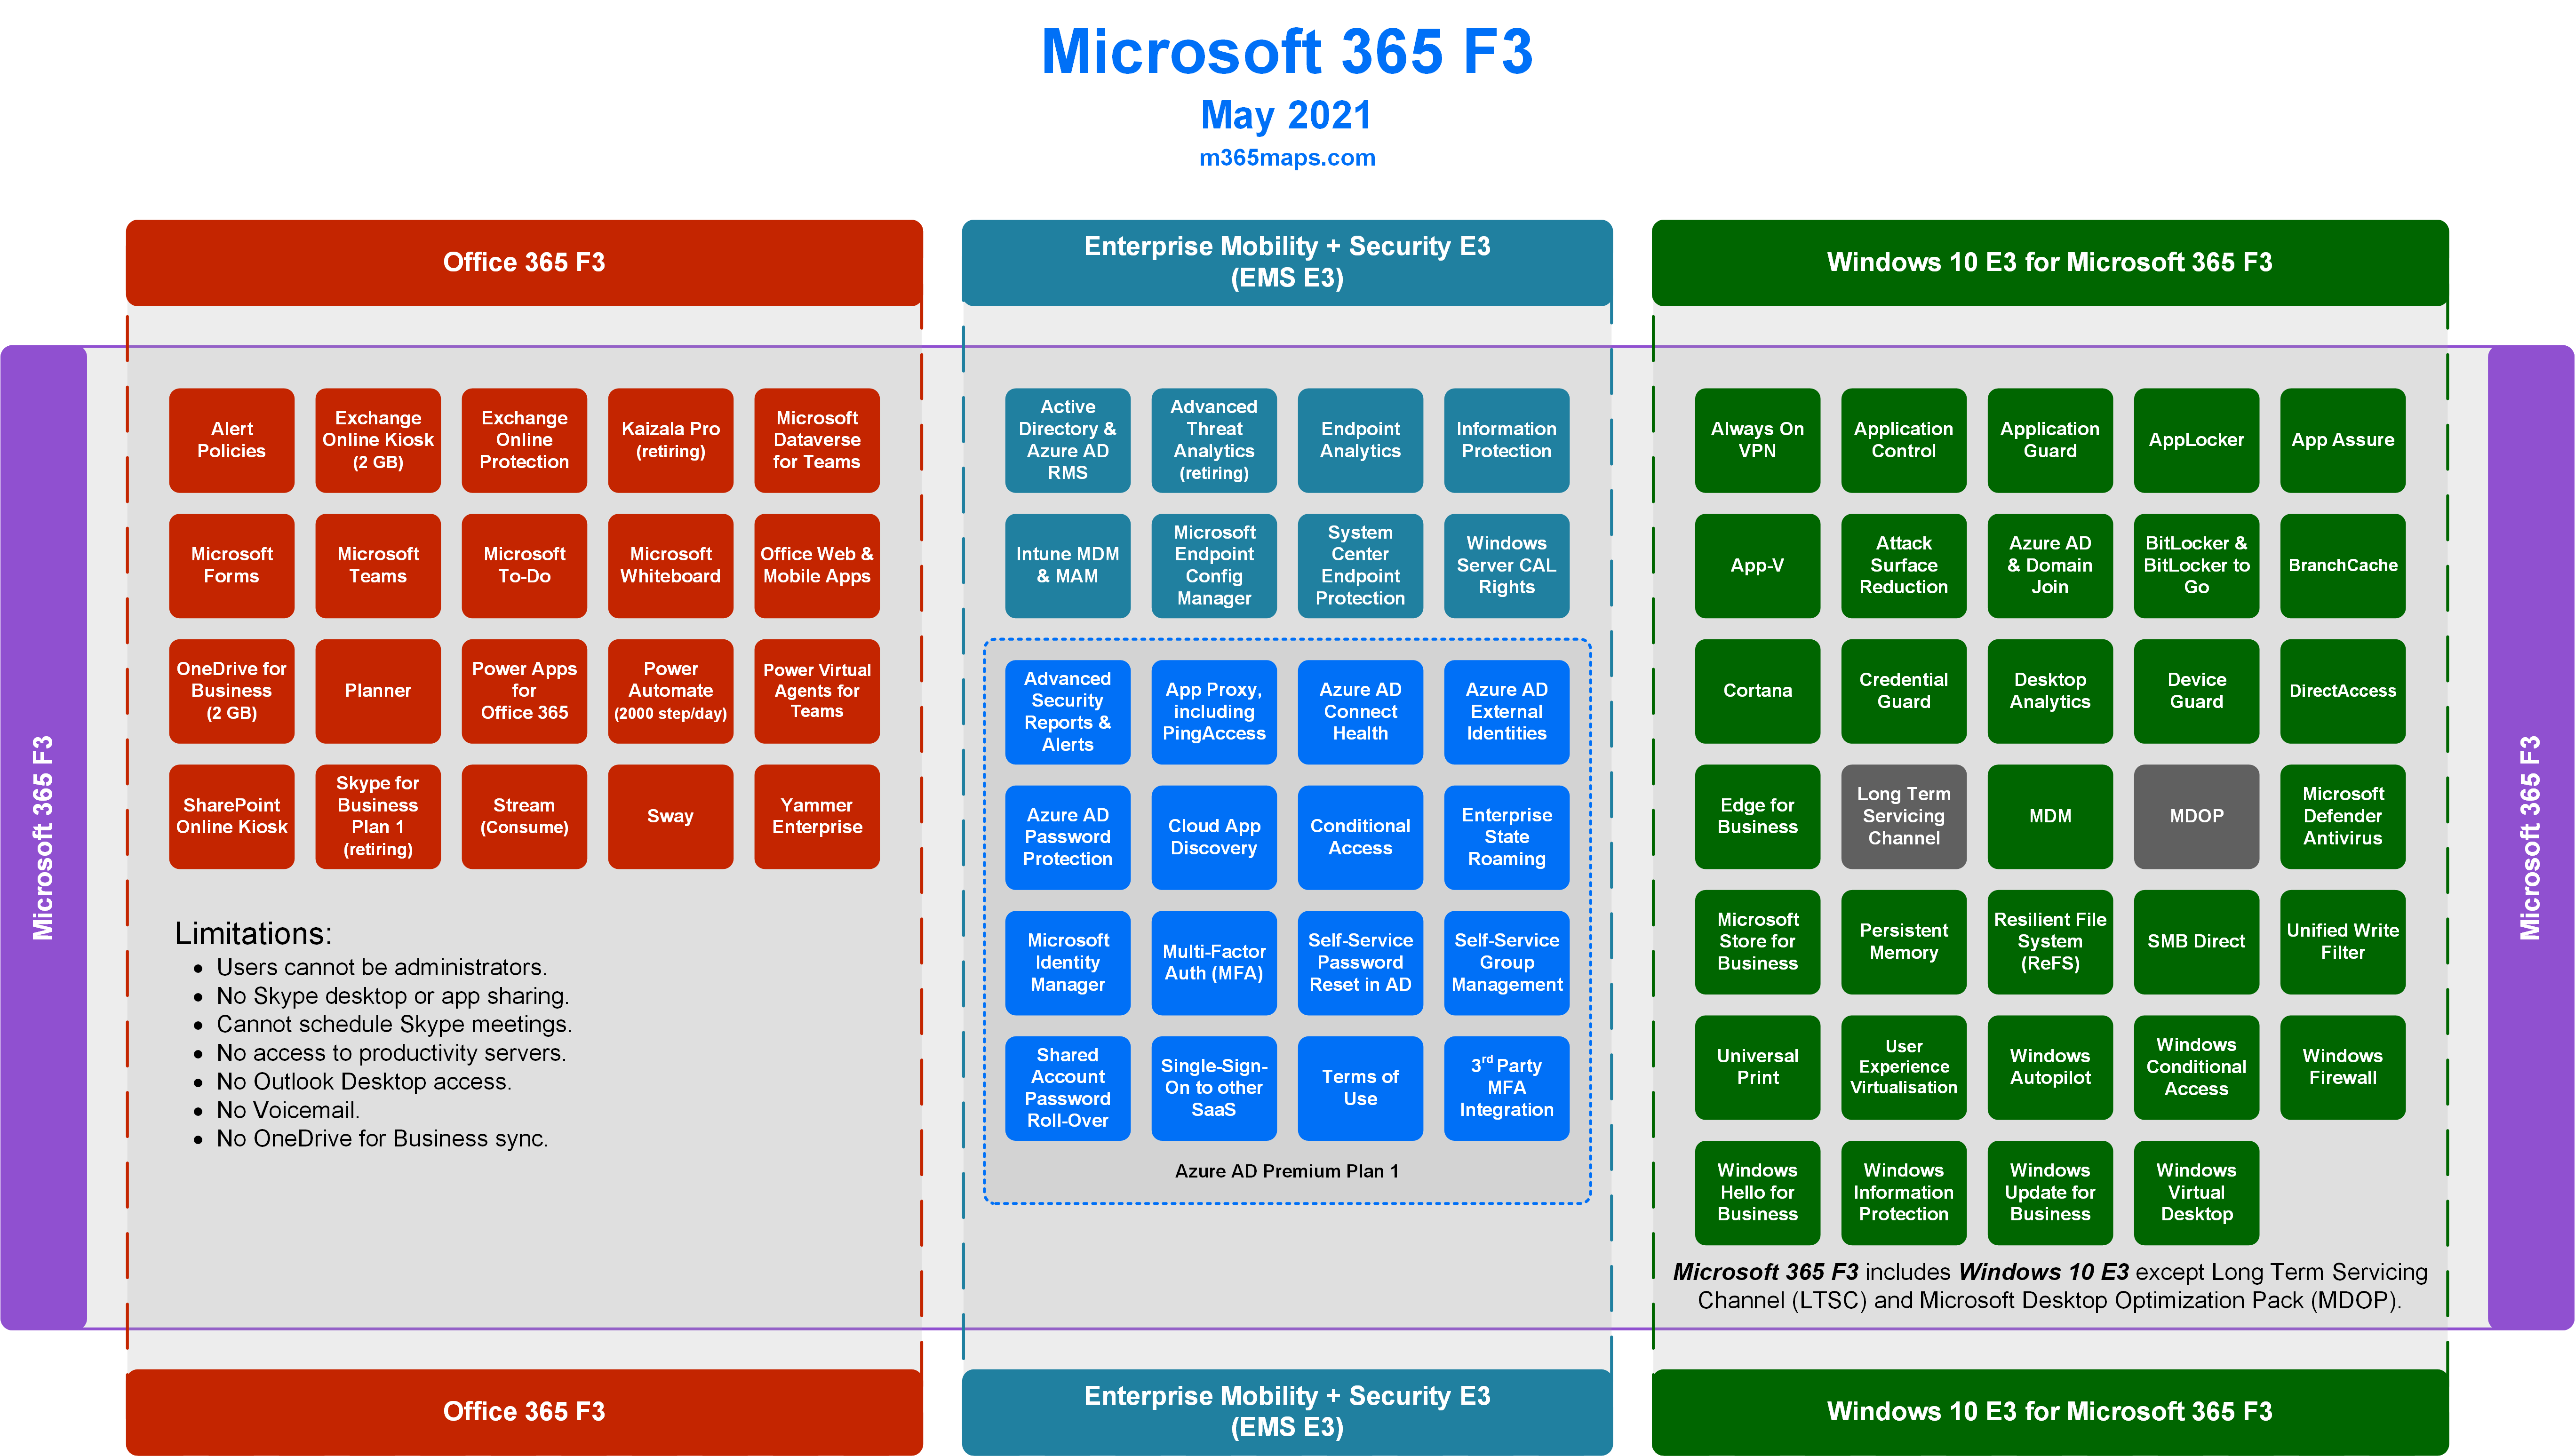 Microsoft 365 F3
May 2021
m365maps.com
Office 365 F3
Enterprise Mobility + Security E3
(EMS E3)
Windows 10 E3 for Microsoft 365 F3
Microsoft 365 F3
Alert
Policies
Exchange
Online Kiosk
(2 GB)
Exchange
Online
Protection
Kaizala Pro
(retiring)
Microsoft
Dataverse
for Teams
Microsoft
Forms
Microsoft
Teams
Microsoft
To-Do
Microsoft
Whiteboard
Office Web &
Mobile Apps
OneDrive for
Business
(2 GB)
Planner
Power Apps
for
Office 365
Power
Automate
(2000 step/day)
Power Virtual
Agents for
Teams
SharePoint
Online Kiosk
Skype for
Business
Plan 1
(retiring)
Stream
(Consume)
Sway
Yammer
Enterprise
Limitations:
• Users cannot be administrators.
• No Skype desktop or app sharing.
• Cannot schedule Skype meetings.
• No access to productivity servers.
• No Outlook Desktop access.
• No Voicemail.
• No OneDrive for Business sync.
Active
Directory &
Azure AD
RMS
Advanced
Threat
Analytics
(retiring)
Endpoint
Analytics
Information
Protection
Intune MDM
& MAM
Microsoft
Endpoint
Config
Manager
System
Center
Endpoint
Protection
Windows
Server CAL
Rights
Advanced
Security
Reports &
Alerts
App Proxy,
including
PingAccess
Azure AD
Connect
Health
Azure AD
External
Identities
Azure AD
Password
Protection
Cloud App
Discovery
Conditional
Access
Enterprise
State
Roaming
Microsoft
Identity
Manager
Multi-Factor
Auth (MFA)
Self-Service
Password
Reset in AD
Self-Service
Group
Management
Shared
Account
Password
Roll-Over
Single-Sign-
On to other
SaaS
Terms of
Use
3rd Party
MFA
Integration
Azure AD Premium Plan 1
Always On
VPN
Application
Control
Application
Guard
AppLocker
App Assure
App-V
Attack
Surface
Reduction
Azure AD
& Domain
Join
BitLocker &
BitLocker to
Go
BranchCache
Cortana
Credential
Guard
Desktop
Analytics
Device
Guard
DirectAccess
Edge for
Business
Long Term
Servicing
Channel
MDM
MDOP
Microsoft
Defender
Antivirus
Microsoft
Store for
Business
Persistent
Memory
Resilient File
System
(ReFS)
SMB Direct
Unified Write
Filter
Universal
Print
User
Experience
Virtualisation
Windows
Autopilot
Windows
Conditional
Access
Windows
Firewall
Windows
Hello for
Business
Windows
Information
Protection
Windows
Update for
Business
Windows
Virtual
Desktop
Microsoft 365 F3 includes Windows 10 E3 except Long Term Servicing
Channel (LTSC) and Microsoft Desktop Optimization Pack (MDOP).
Microsoft 365 F3
Office 365 F3
Enterprise Mobility + Security E3
(EMS E3)
Windows 10 E3 for Microsoft 365 F3